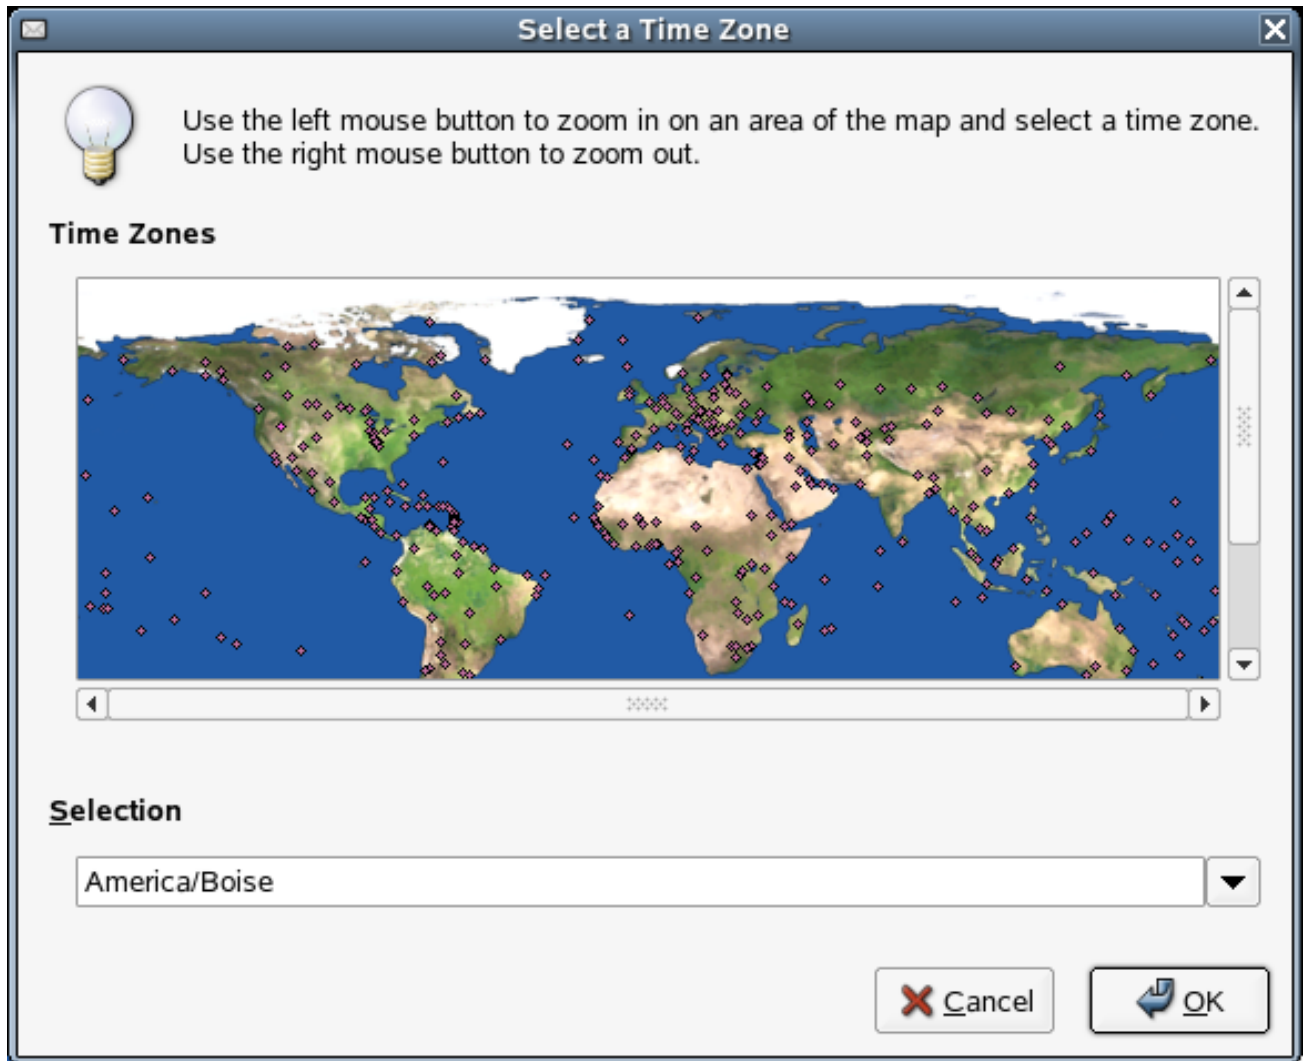 Select a Time Zone
Use the left mouse button to zoom in on an area of the map and select a time zone.
Use the right mouse button to zoom out.
Time Zones
Selection
America/Boise
Cancel
OK